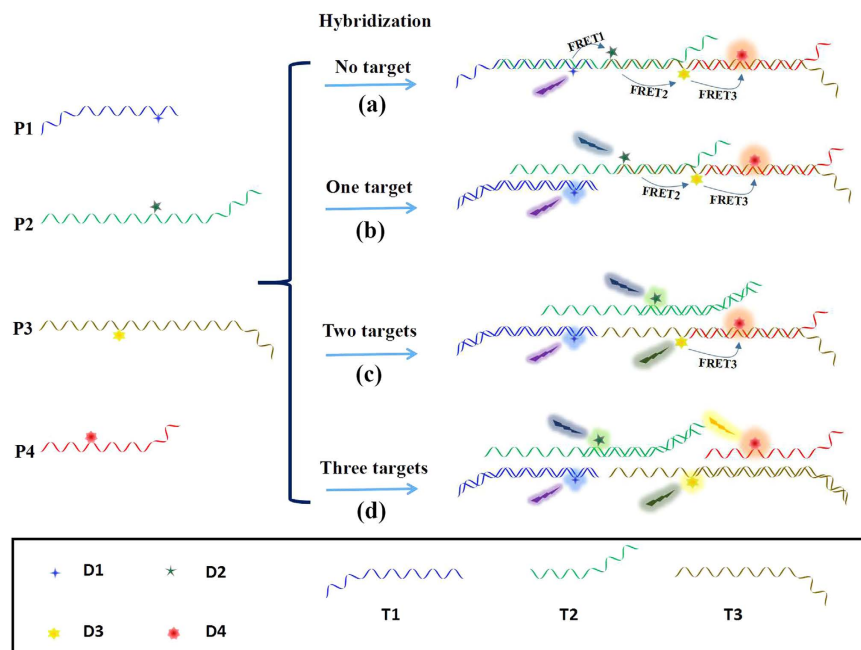 Hybridization
P1
P2
P3
P4
No target
(a)
FRET1
FRET2
FRET3
One target
(b)
FRET2
FRET3
Two targets
(c)
FRET3
Three targets
(d)
D1
D2
D3
D4
T1
T2
T3